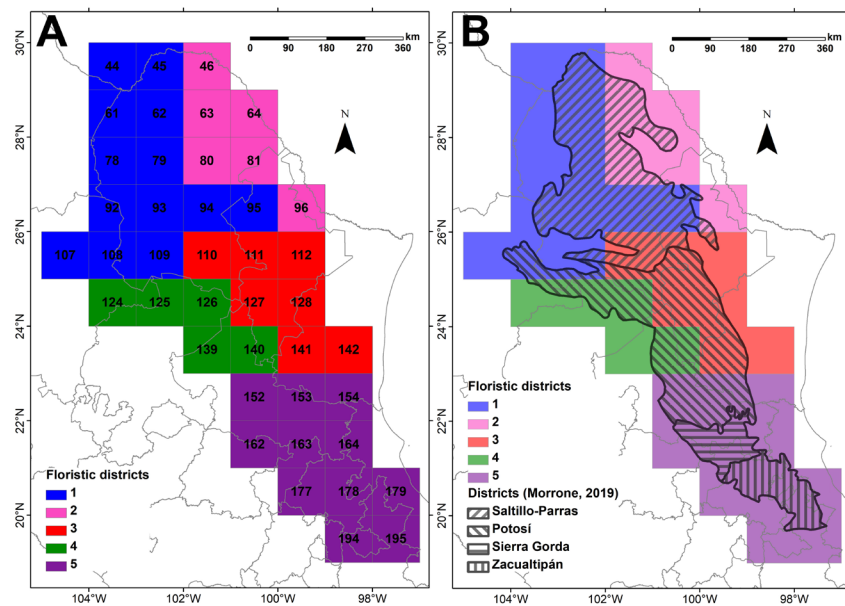 A
km
0 90 180 270 360
30°N
28°N
26°N
24°N
22°N
20°N
N
44 45 46
61 62 63 64
78 79 80 81
92 93 94 95 96
107 108 109 110 111 112
124 125 126 127 128
139 140 141 142
152 153 154
162 163 164
177 178 179
194 195
Floristic districts
1
2
3
4
5
104°W 102°W 100°W 98°W
B
km
0 90 180 270 360
30°N
28°N
26°N
24°N
22°N
20°N
N
Floristic districts
1
2
3
4
5
Districts (Morrone, 2019)
Saltillo-Parras
Potosí
Sierra Gorda
Zacualtipán
104°W 102°W 100°W 98°W